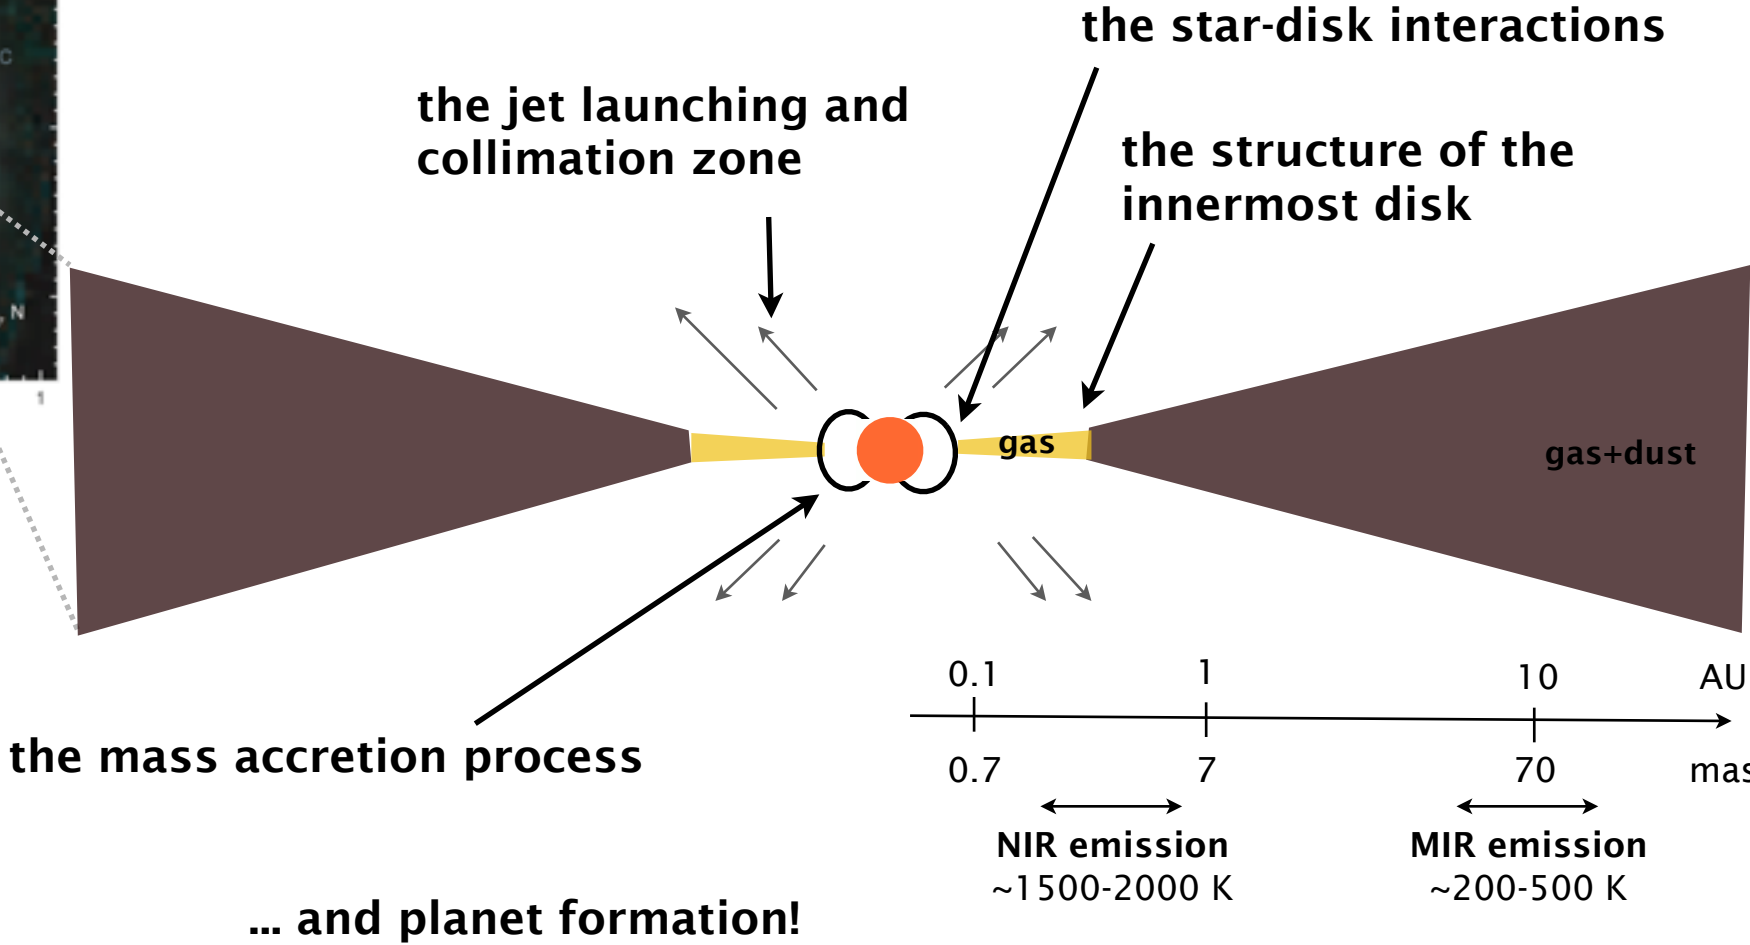 the star-disk interactions
C
the jet launching and
collimation zone
the structure of the
innermost disk
N
1
gas
gas+dust
0.1 1 10 AU
the mass accretion process
0.7 7 70 mas
NIR emission MIR emission
~1500-2000 K ~200-500 K
... and planet formation!